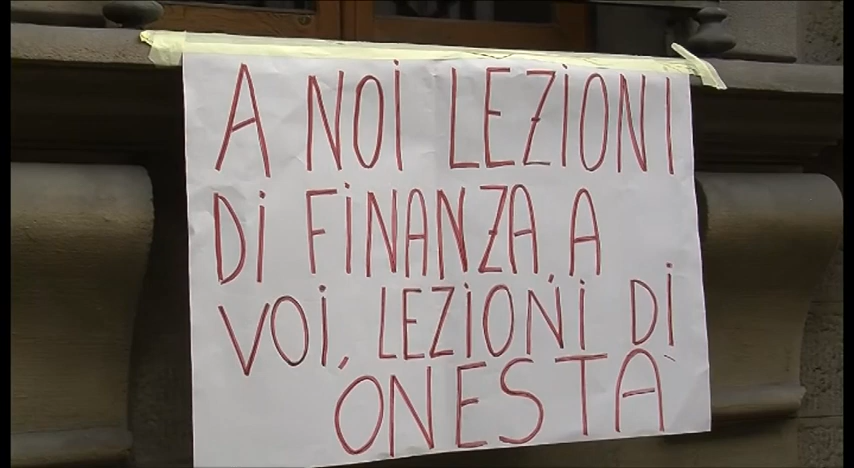 A NOI LEZIONI
DI FINANZA, A
VOI, LEZIONI DI
ONESTA'